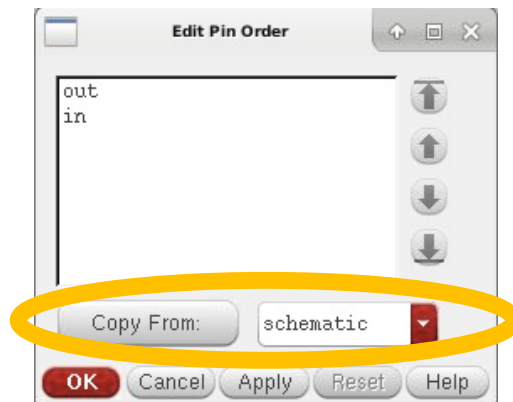 Edit Pin Order
out
in
Copy From: schematic
OK Cancel Apply Reset Help